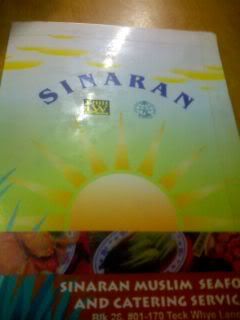 SINARAN
SINARAN MUSLIM SEAFO
AND CATERING SERVIC
Blk 26, #01-170 Teck Whye Lane